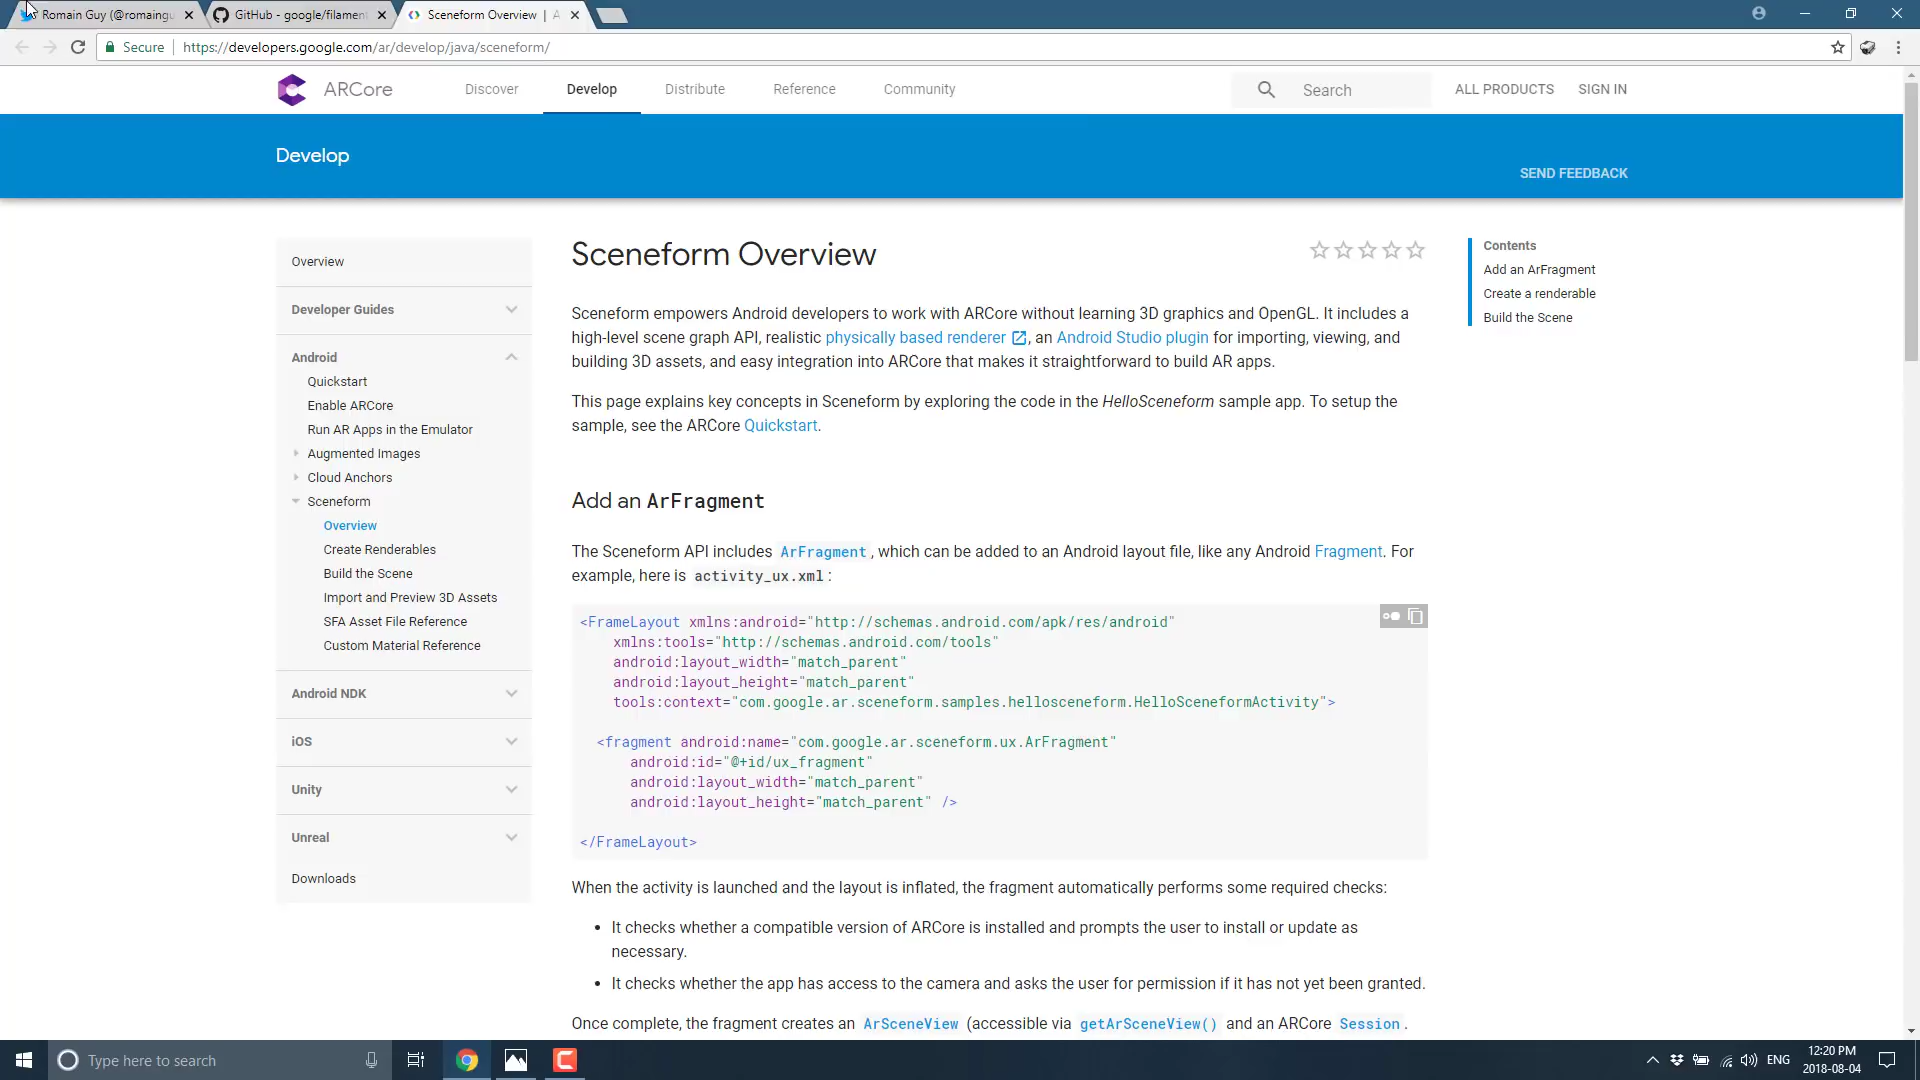 Romain Guy (@romaingu
GitHub - google/filamen
Sceneform Overview | A
Secure
https://developers.google.com/ar/develop/java/sceneform/
ARCore
Discover
Develop
Distribute
Reference
Community
Search
ALL PRODUCTS
SIGN IN
Develop
SEND FEEDBACK
Overview
Developer Guides
Android
Quickstart
Enable ARCore
Run AR Apps in the Emulator
Augmented Images
Cloud Anchors
Sceneform
Overview
Create Renderables
Build the Scene
Import and Preview 3D Assets
SFA Asset File Reference
Custom Material Reference
Android NDK
iOS
Unity
Unreal
Downloads
Sceneform Overview
Sceneform empowers Android developers to work with ARCore without learning 3D graphics and OpenGL. It includes a
high-level scene graph API, realistic physically based renderer , an Android Studio plugin for importing, viewing, and
building 3D assets, and easy integration into ARCore that makes it straightforward to build AR apps.
This page explains key concepts in Sceneform by exploring the code in the HelloSceneform sample app. To setup the
sample, see the ARCore Quickstart.
Add an ArFragment
The Sceneform API includes ArFragment, which can be added to an Android layout file, like any Android Fragment. For
example, here is activity_ux.xml:
<FrameLayout xmlns:android="http://schemas.android.com/apk/res/android"
xmlns:tools="http://schemas.android.com/tools"
android:layout_width="match_parent"
android:layout_height="match_parent"
tools:context="com.google.ar.sceneform.samples.hellosceneform.HelloSceneformActivity">
<fragment android:name="com.google.ar.sceneform.ux.ArFragment"
android:id="@+id/ux_fragment"
android:layout_width="match_parent"
android:layout_height="match_parent" />
</FrameLayout>
When the activity is launched and the layout is inflated, the fragment automatically performs some required checks:
• It checks whether a compatible version of ARCore is installed and prompts the user to install or update as
necessary.
• It checks whether the app has access to the camera and asks the user for permission if it has not yet been granted.
Once complete, the fragment creates an ArSceneView (accessible via getArSceneView() and an ARCore Session.
Contents
Add an ArFragment
Create a renderable
Build the Scene
Type here to search
ENG
12:20 PM
2018-08-04